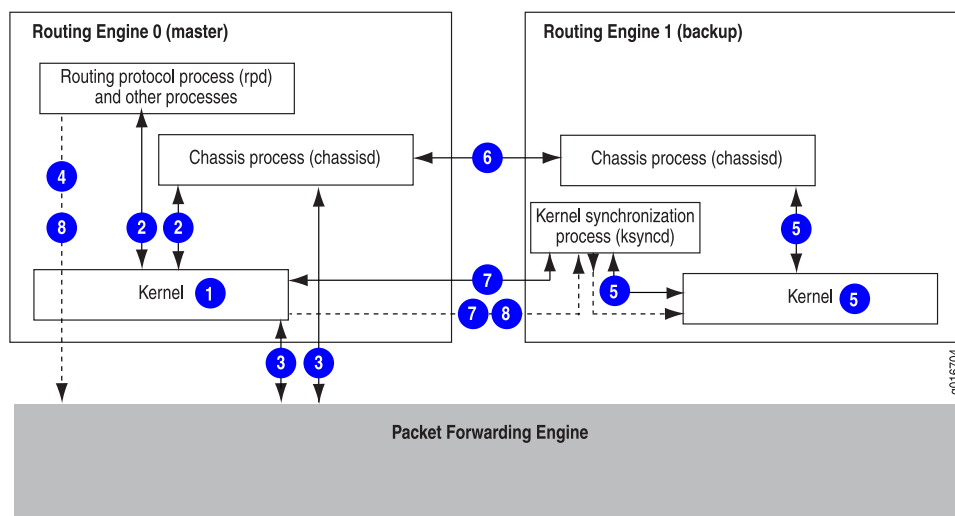 Routing Engine 0 (master)
Routing Engine 1 (backup)
Routing protocol process (rpd)
and other processes
Chassis process (chassisd)
6
Chassis process (chassisd)
4
8
2
2
Kernel synchronization
process (ksyncd)
5
Kernel 1
7
5
Kernel 5
7 8
3
3
g016704
Packet Forwarding Engine